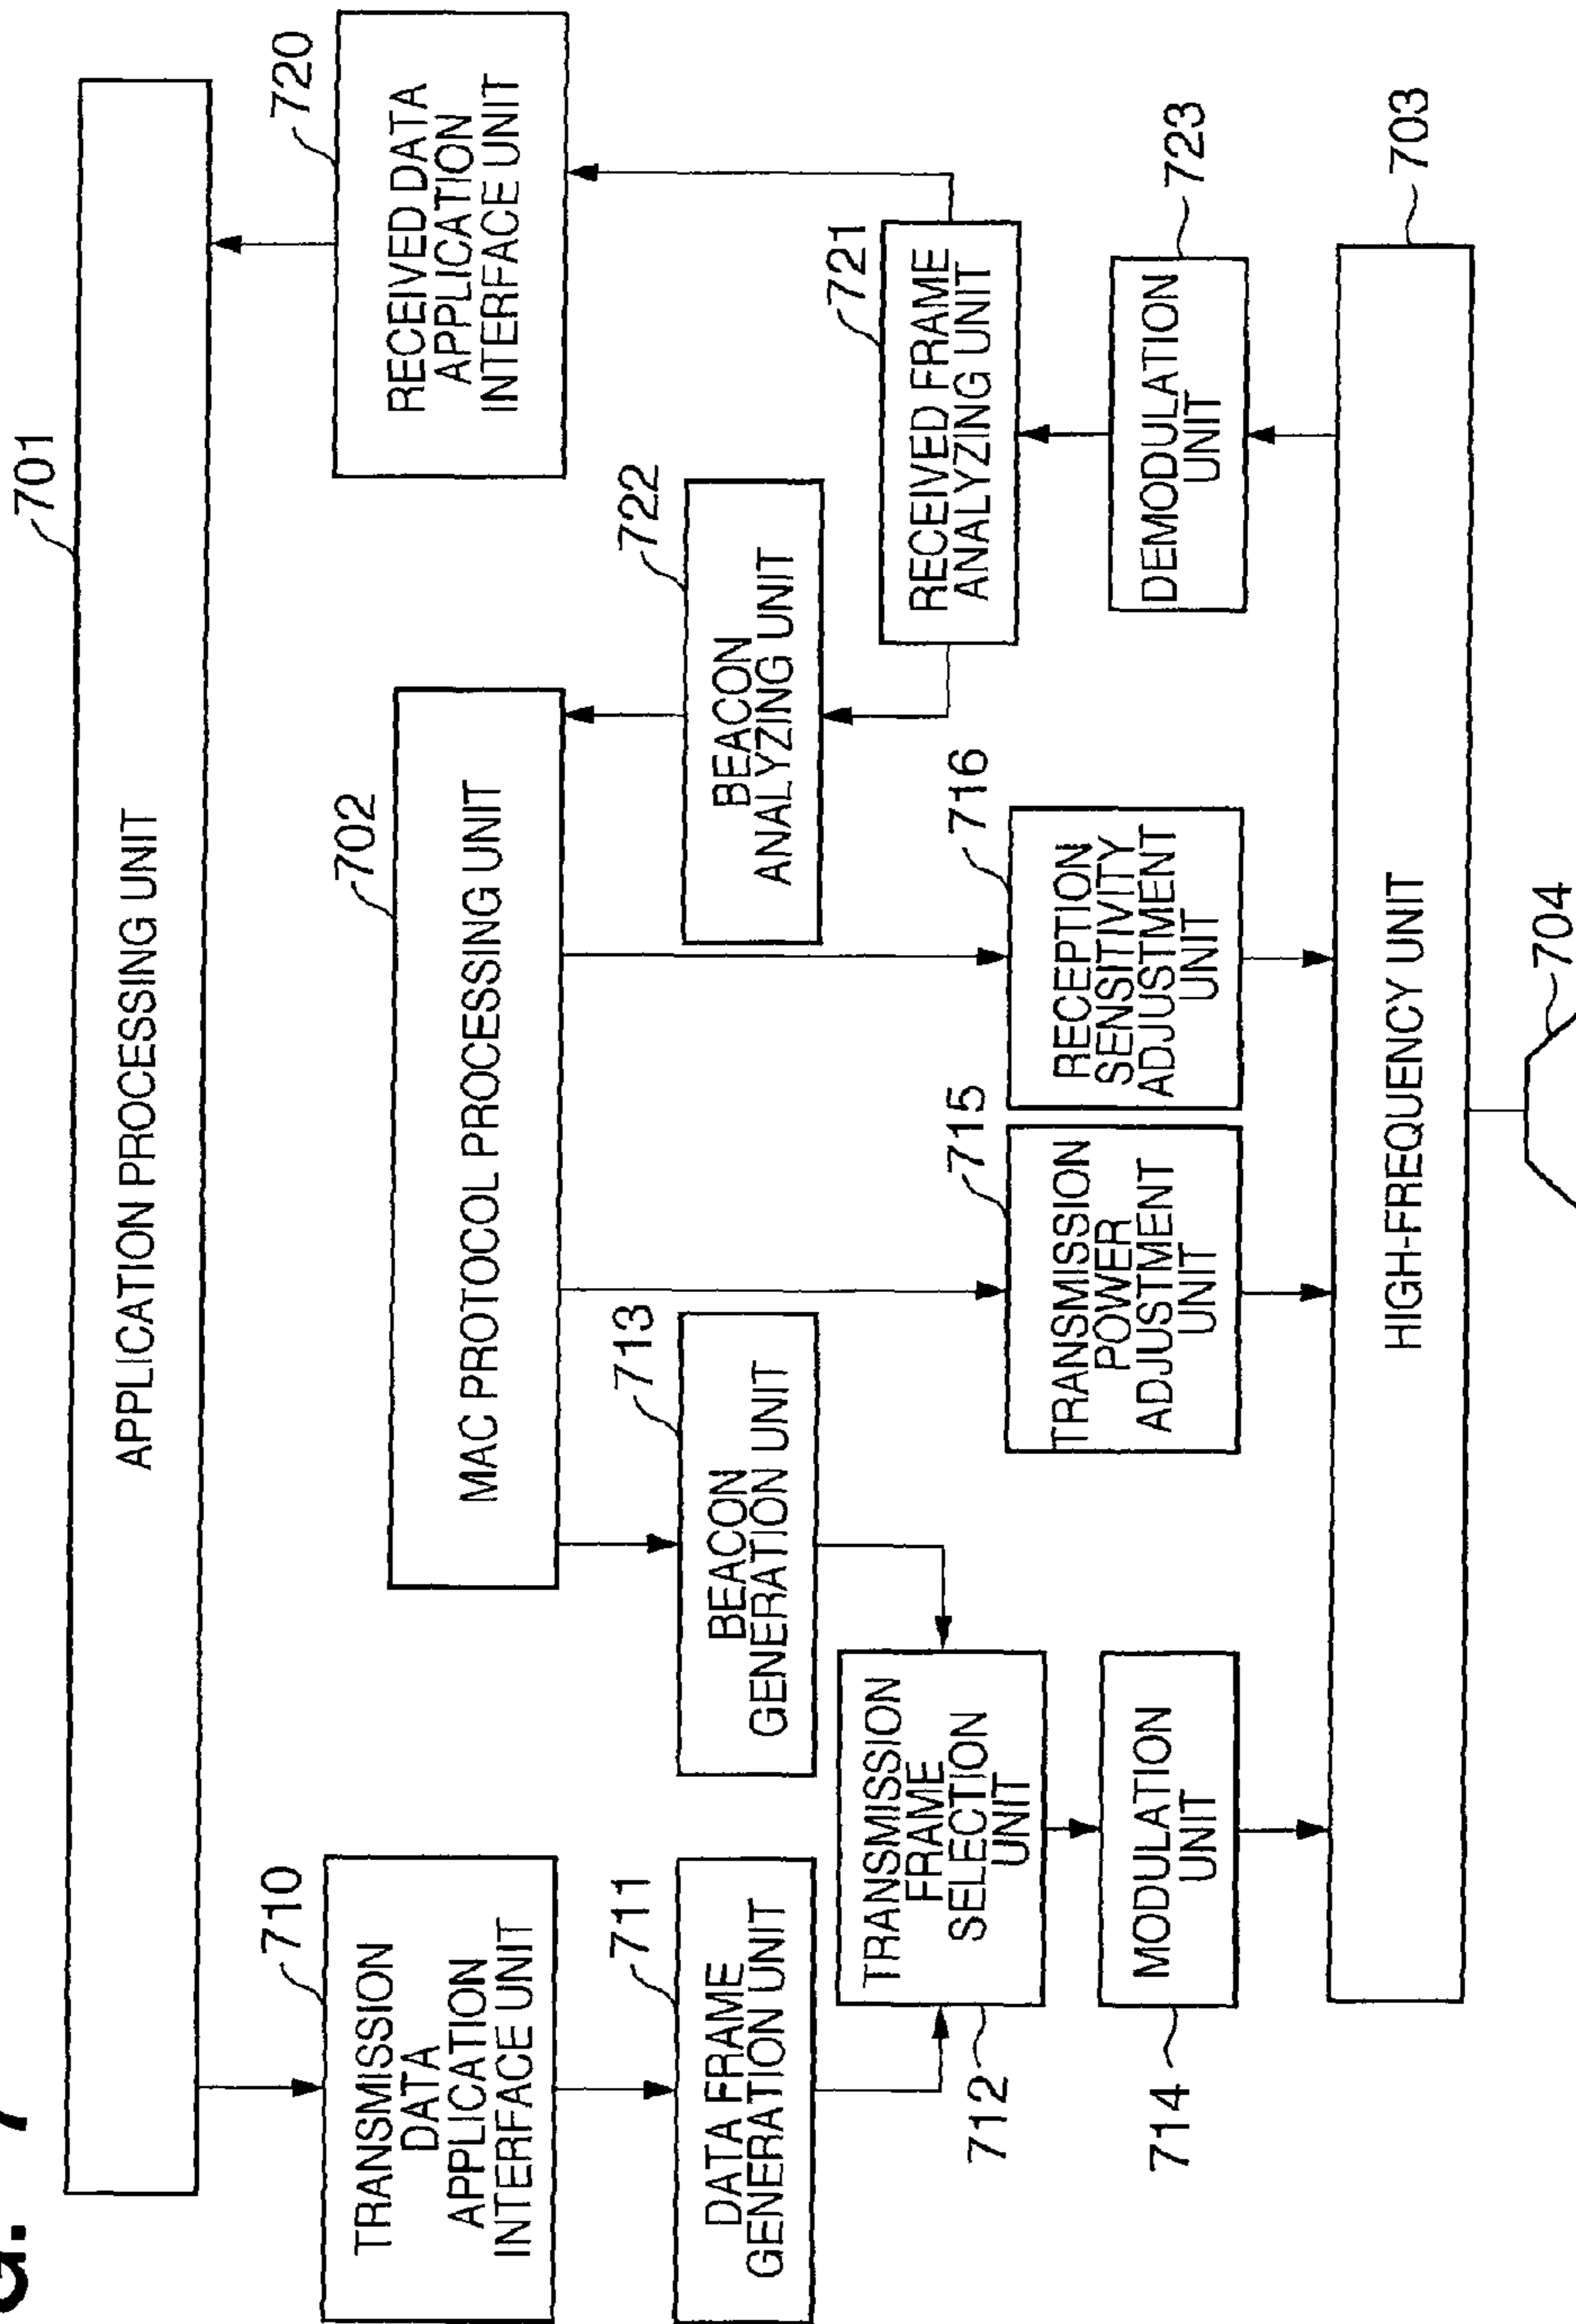 G. 7
701
APPLICATION PROCESSING UNIT
710
TRANSMISSION
DATA
APPLICATION
INTERFACE UNIT
702
MAC PROTOCOL PROCESSING UNIT
720
RECEIVED DATA
APPLICATION
INTERFACE UNIT
711
DATA FRAME
GENERATION UNIT
713
BEACON
GENERATION UNIT
722
BEACON
ANALYZING UNIT
712
TRANSMISSION
FRAME
SELECTION
UNIT
721
RECEIVED FRAME
ANALYZING UNIT
715
TRANSMISSION
POWER
ADJUSTMENT
UNIT
716
RECEPTION
SENSITIVITY
ADJUSTMENT
UNIT
714
MODULATION
UNIT
723
DEMODULATION
UNIT
703
HIGH-FREQUENCY UNIT
704